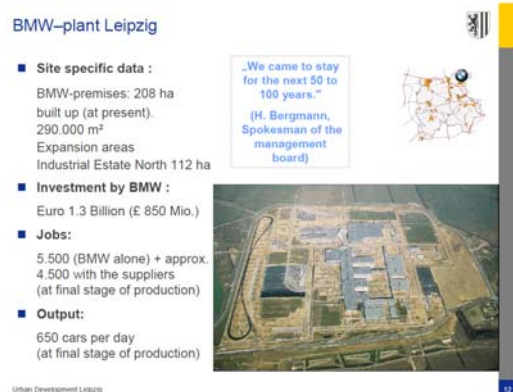 BMW–plant Leipzig
Site specific data :
BMW-premises: 208 ha
built up (at present).
290.000 m²
Expansion areas
Industrial Estate North 112 ha
Investment by BMW :
Euro 1.3 Billion (£ 850 Mio.)
Jobs:
5.500 (BMW alone) + approx.
4.500 with the suppliers
(at final stage of production)
Output:
650 cars per day
(at final stage of production)
„We came to stay
for the next 50 to
100 years."
(H. Bergmann,
Spokesman of the
management
board)
Urban Development Leipzig
12